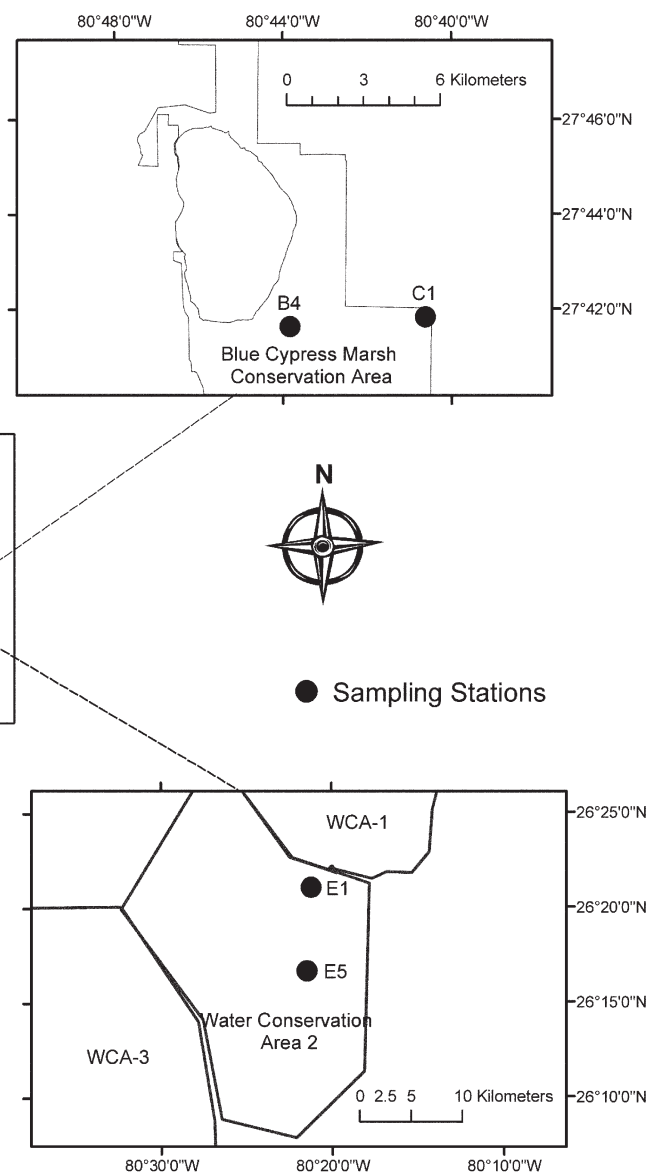 80°48'0"W 80°44'0"W 80°40'0"W
0 3 6 Kilometers
27°46'0"N
27°44'0"N
C1
B4
27°42'0"N
Blue Cypress Marsh
Conservation Area
N
Sampling Stations
26°25'0"N
WCA-1
E1
26°20'0"N
E5
26°15'0"N
Water Conservation
Area 2
WCA-3
0 2.5 5 10 Kilometers
26°10'0"N
80°30'0"W 80°20'0"W 80°10'0"W